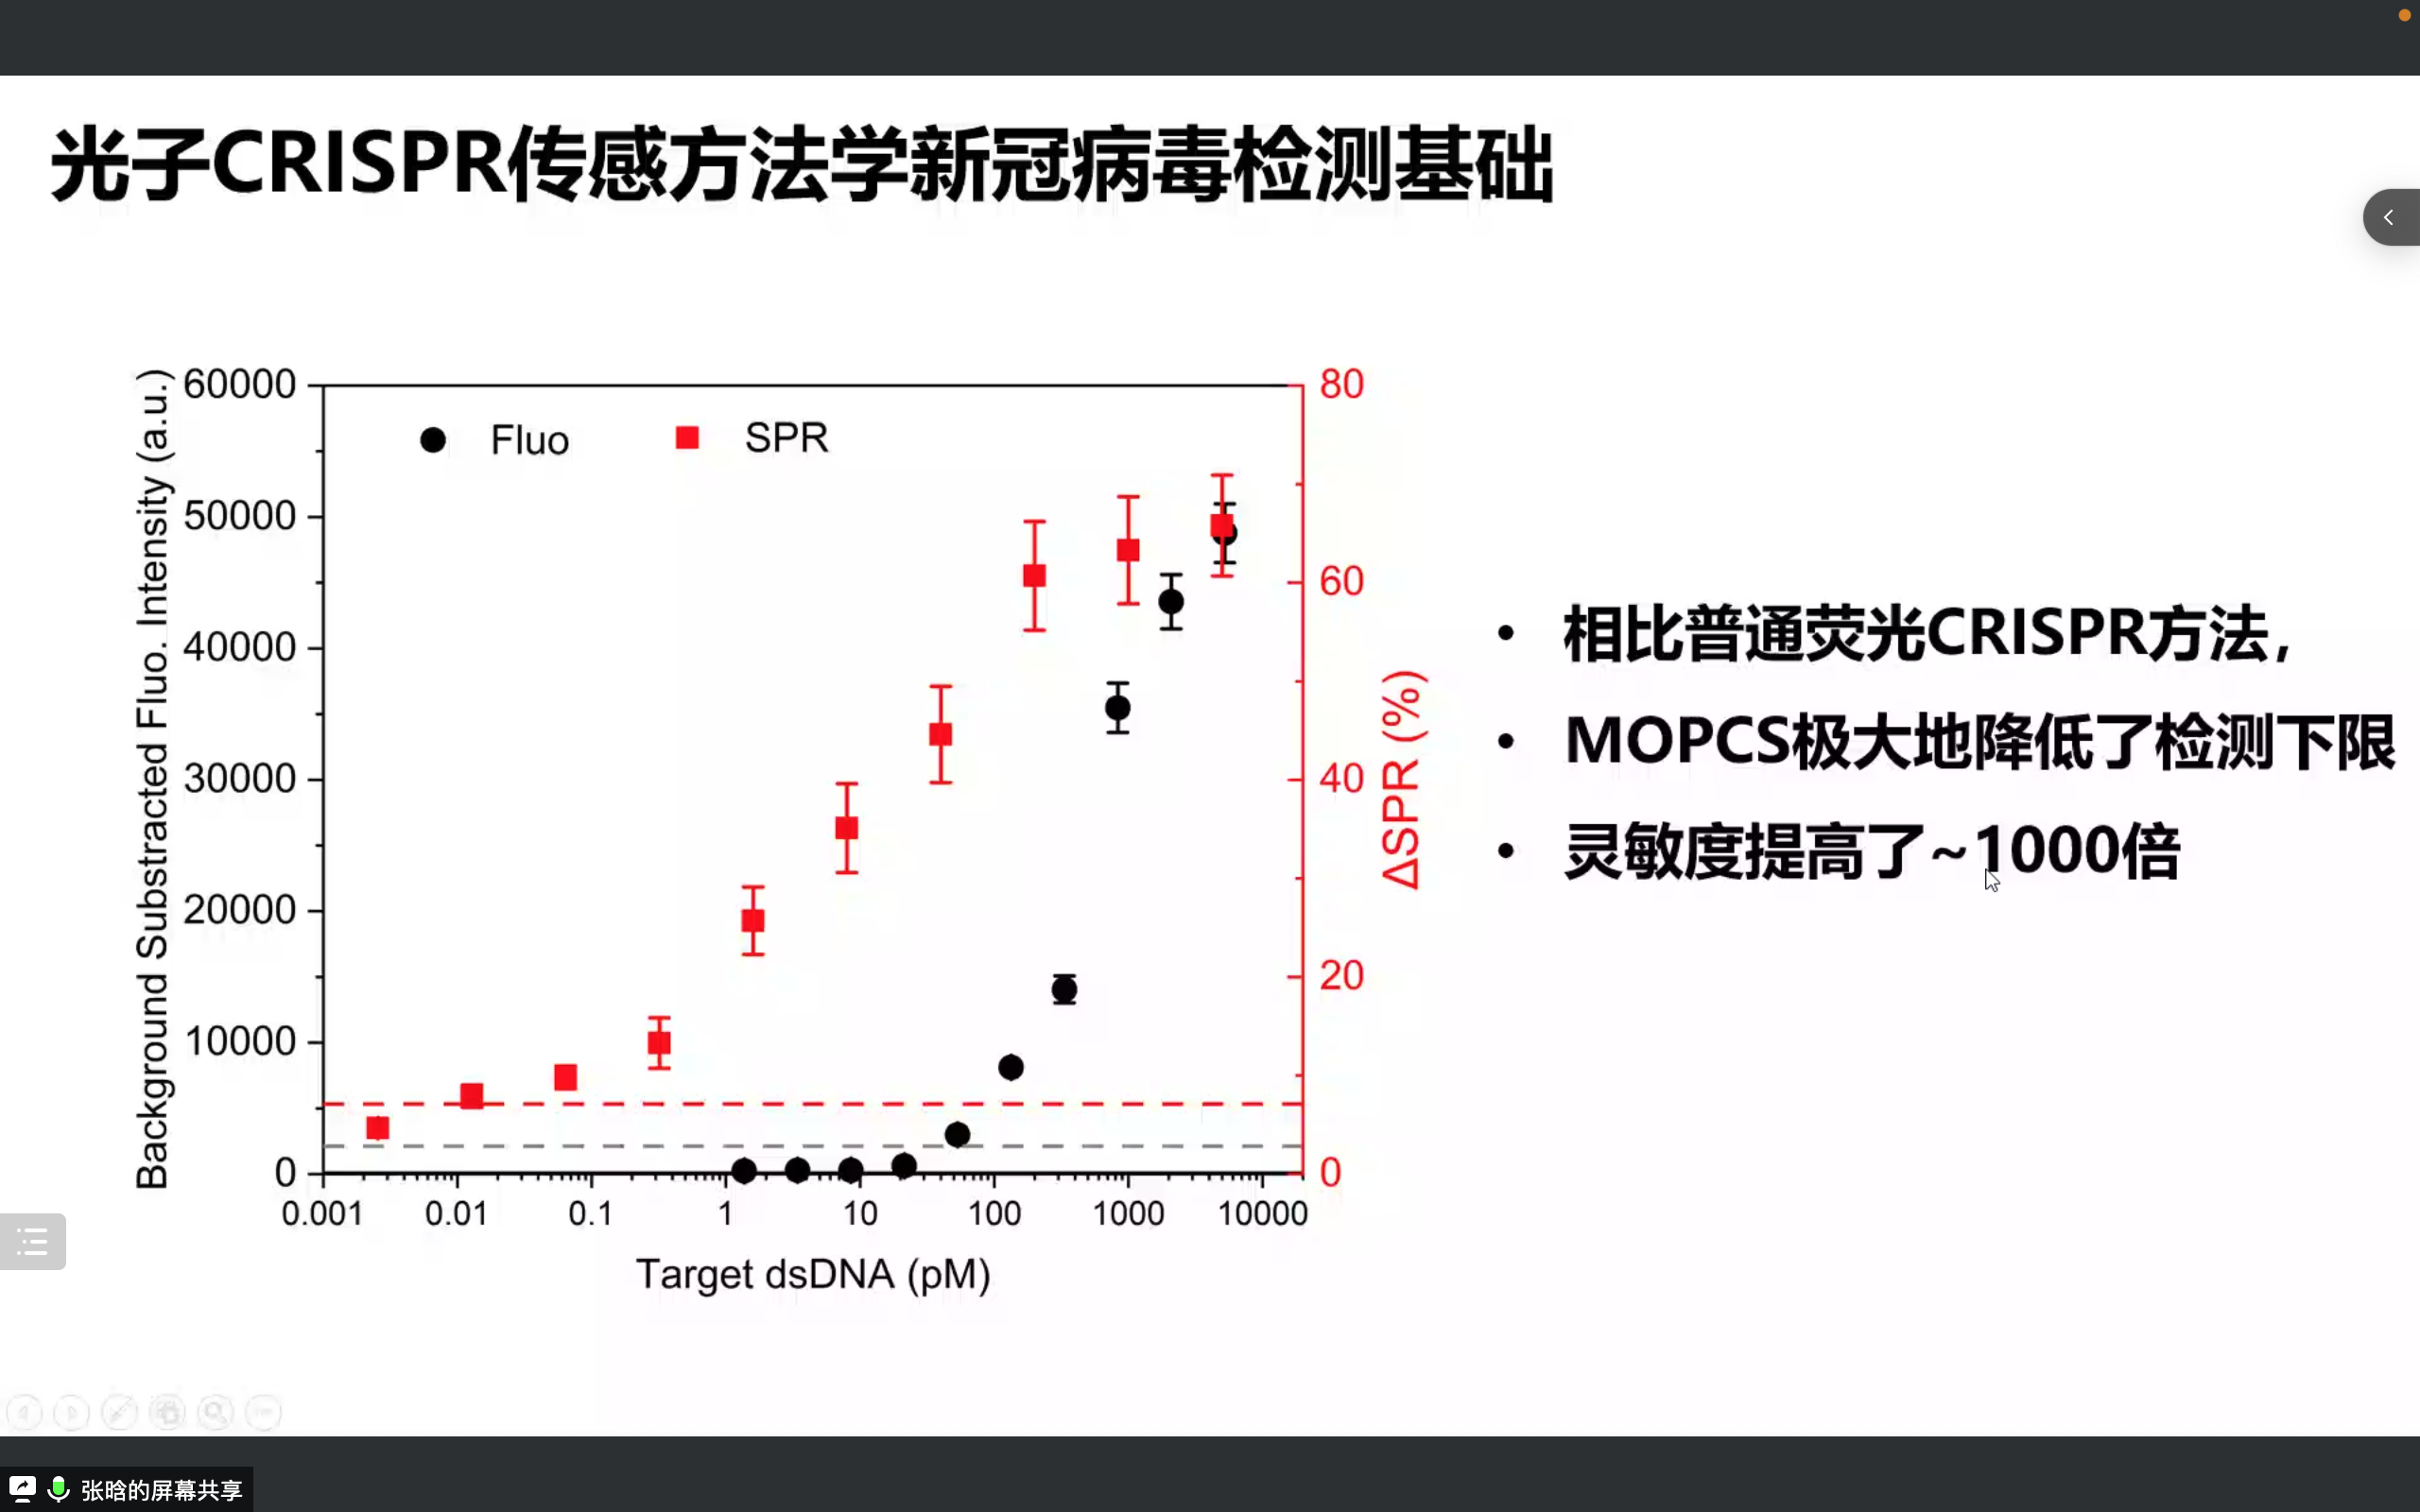 光子CRISPR传感方法学新冠病毒检测基础
Background Substracted Fluo. Intensity (a.u.)
60000
50000
40000
30000
20000
10000
0
Fluo
SPR
80
60
40
20
0
ΔSPR (%)
0.001 0.01 0.1 1 10 100 1000 10000
Target dsDNA (pM)
• 相比普通荧光CRISPR方法,
• MOPCS极大地降低了检测下限
• 灵敏度提高了~1000倍
张晗的屏幕共享